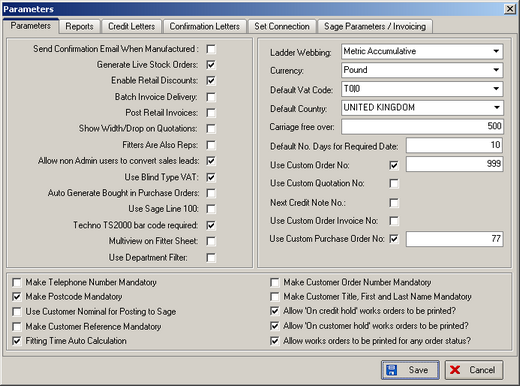 Parameters
Parameters Reports Credit Letters Confirmation Letters Set Connection Sage Parameters / Invoicing
Send Confirmation Email When Manufactured :
Generate Live Stock Orders:
Enable Retail Discounts:
Batch Invoice Delivery:
Post Retail Invoices:
Show Width/Drop on Quotations:
Fitters Are Also Reps:
Allow non Admin users to convert sales leads:
Use Blind Type VAT:
Auto Generate Bought in Purchase Orders:
Use Sage Line 100:
Techno TS2000 bar code required:
Multiview on Fitter Sheet:
Use Department Filter:
Ladder Webbing: Metric Accumulative
Currency: Pound
Default Vat Code: T0|0
Default Country: UNITED KINGDOM
Carriage free over: 500
Default No. Days for Required Date: 10
Use Custom Order No: 999
Use Custom Quotation No:
Next Credit Note No.:
Use Custom Order Invoice No:
Use Custom Purchase Order No: 77
Make Telephone Number Mandatory
Make Postcode Mandatory
Use Customer Nominal for Posting to Sage
Make Customer Reference Mandatory
Fitting Time Auto Calculation
Make Customer Order Number Mandatory
Make Customer Title, First and Last Name Mandatory
Allow 'On credit hold' works orders to be printed?
Allow 'On customer hold' works orders to be printed?
Allow works orders to be printed for any order status?
Save Cancel